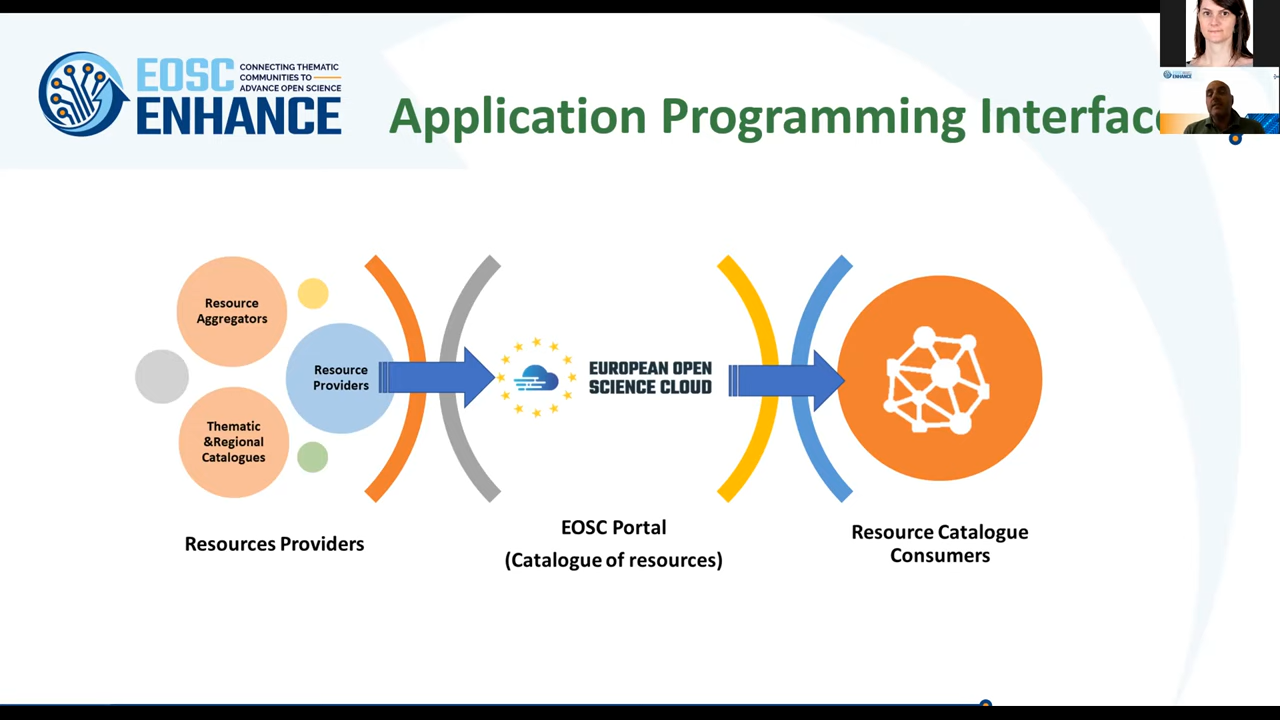 EOSC
ENHANCE
CONNECTING THEMATIC
COMMUNITIES TO
ADVANCE OPEN SCIENCE
Application Programming Interfac
Resource
Aggregators
Resource
Providers
Thematic
&Regional
Catalogues
EUROPEAN OPEN
SCIENCE CLOUD
Resources Providers
EOSC Portal
(Catalogue of resources)
Resource Catalogue
Consumers